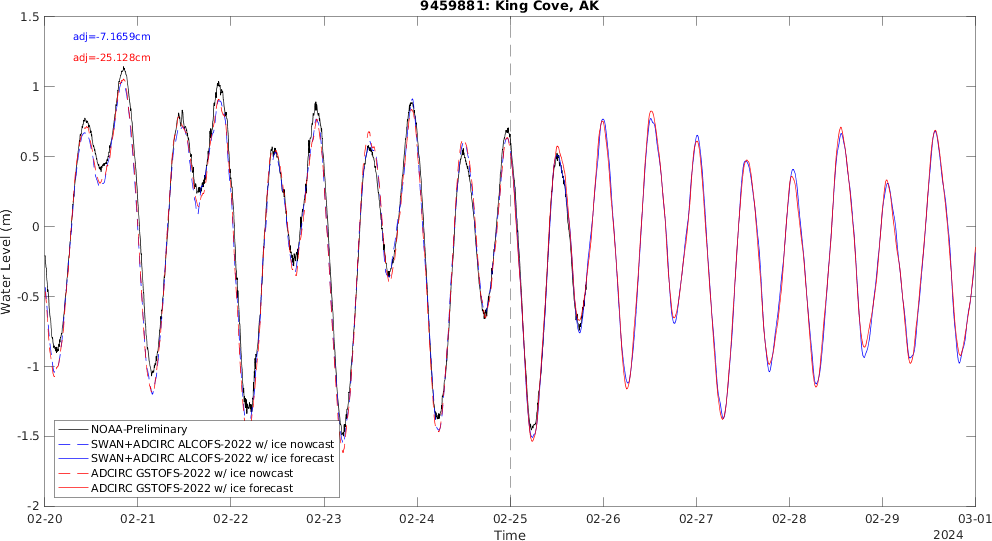 9459881: King Cove, AK
adj=-7.1659cm
adj=-25.128cm
Water Level (m)
1.5
1
0.5
0
-0.5
-1
-1.5
-2
NOAA-Preliminary
SWAN+ADCIRC ALCOFS-2022 w/ ice nowcast
SWAN+ADCIRC ALCOFS-2022 w/ ice forecast
ADCIRC GSTOFS-2022 w/ ice nowcast
ADCIRC GSTOFS-2022 w/ ice forecast
02-20 02-21 02-22 02-23 02-24 02-25 02-26 02-27 02-28 02-29 03-01
Time
2024